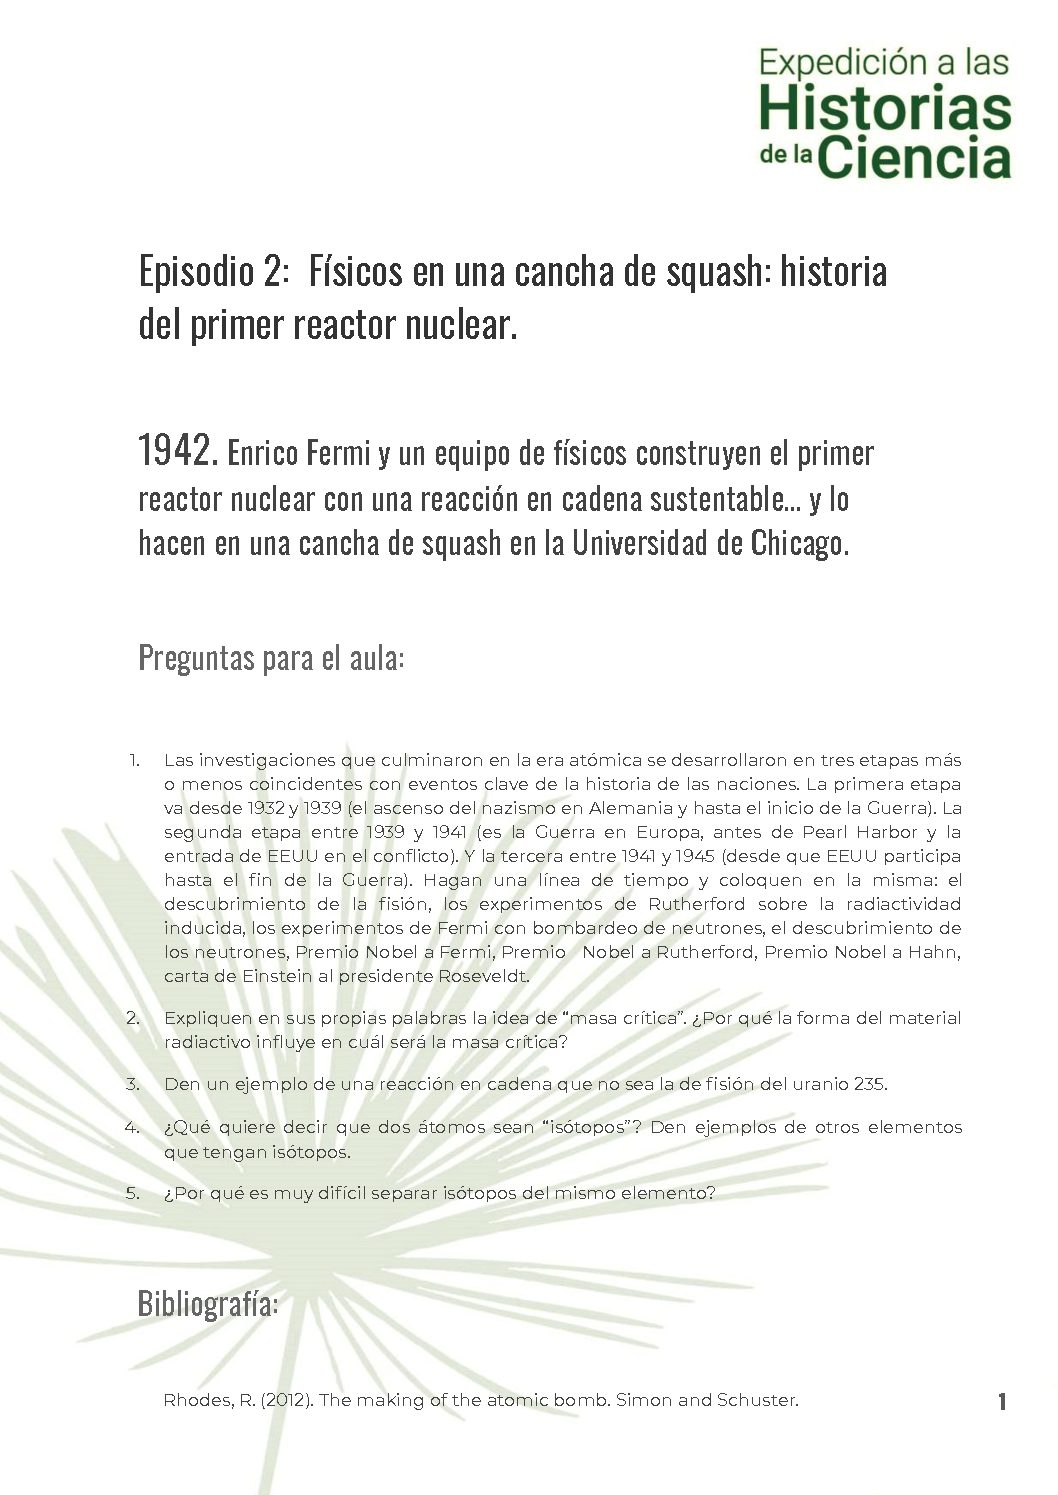 Expedición a las
Historias
de la Ciencia
Episodio 2: Físicos en una cancha de squash: historia
del primer reactor nuclear.
1942. Enrico Fermi y un equipo de físicos construyen el primer
reactor nuclear con una reacción en cadena sustentable... y lo
hacen en una cancha de squash en la Universidad de Chicago.
Preguntas para el aula:
1. Las investigaciones que culminaron en la era atómica se desarrollaron en tres etapas más
o menos coincidentes con eventos clave de la historia de las naciones. La primera etapa
va desde 1932 y 1939 (el ascenso del nazismo en Alemania y hasta el inicio de la Guerra). La
segunda etapa entre 1939 y 1941 (es la Guerra en Europa, antes de Pearl Harbor y la
entrada de EEUU en el conflicto). Y la tercera entre 1941 y 1945 (desde que EEUU participa
hasta el fin de la Guerra). Hagan una línea de tiempo y coloquen en la misma: el
descubrimiento de la fisión, los experimentos de Rutherford sobre la radiactividad
inducida, los experimentos de Fermi con bombardeo de neutrones, el descubrimiento de
los neutrones, Premio Nobel a Fermi, Premio Nobel a Rutherford, Premio Nobel a Hahn,
carta de Einstein al presidente Roseveldt.
2. Expliquen en sus propias palabras la idea de “masa crítica”. ¿Por qué la forma del material
radiactivo influye en cuál será la masa crítica?
3. Den un ejemplo de una reacción en cadena que no sea la de fisión del uranio 235.
4. ¿Qué quiere decir que dos átomos sean “isótopos”? Den ejemplos de otros elementos
que tengan isótopos.
5. ¿Por qué es muy difícil separar isótopos del mismo elemento?
Bibliografía:
Rhodes, R. (2012). The making of the atomic bomb. Simon and Schuster.
1